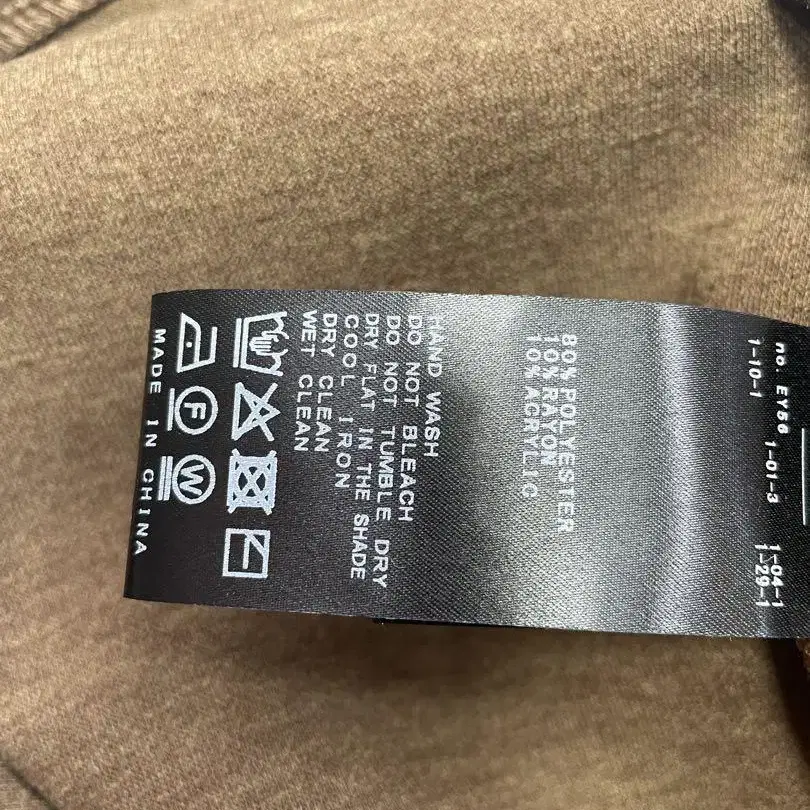 no. EY56 1-01-3 1-04-1
1-10-1 1-29-1
80% POLYESTER
10% RAYON
10% ACRYLIC
HAND WASH
DO NOT BLEACH
DO NOT TUMBLE DRY
DRY FLAT IN THE SHADE
COOL IRON
DRY CLEAN
WET CLEAN
F
W
MADE IN CHINA